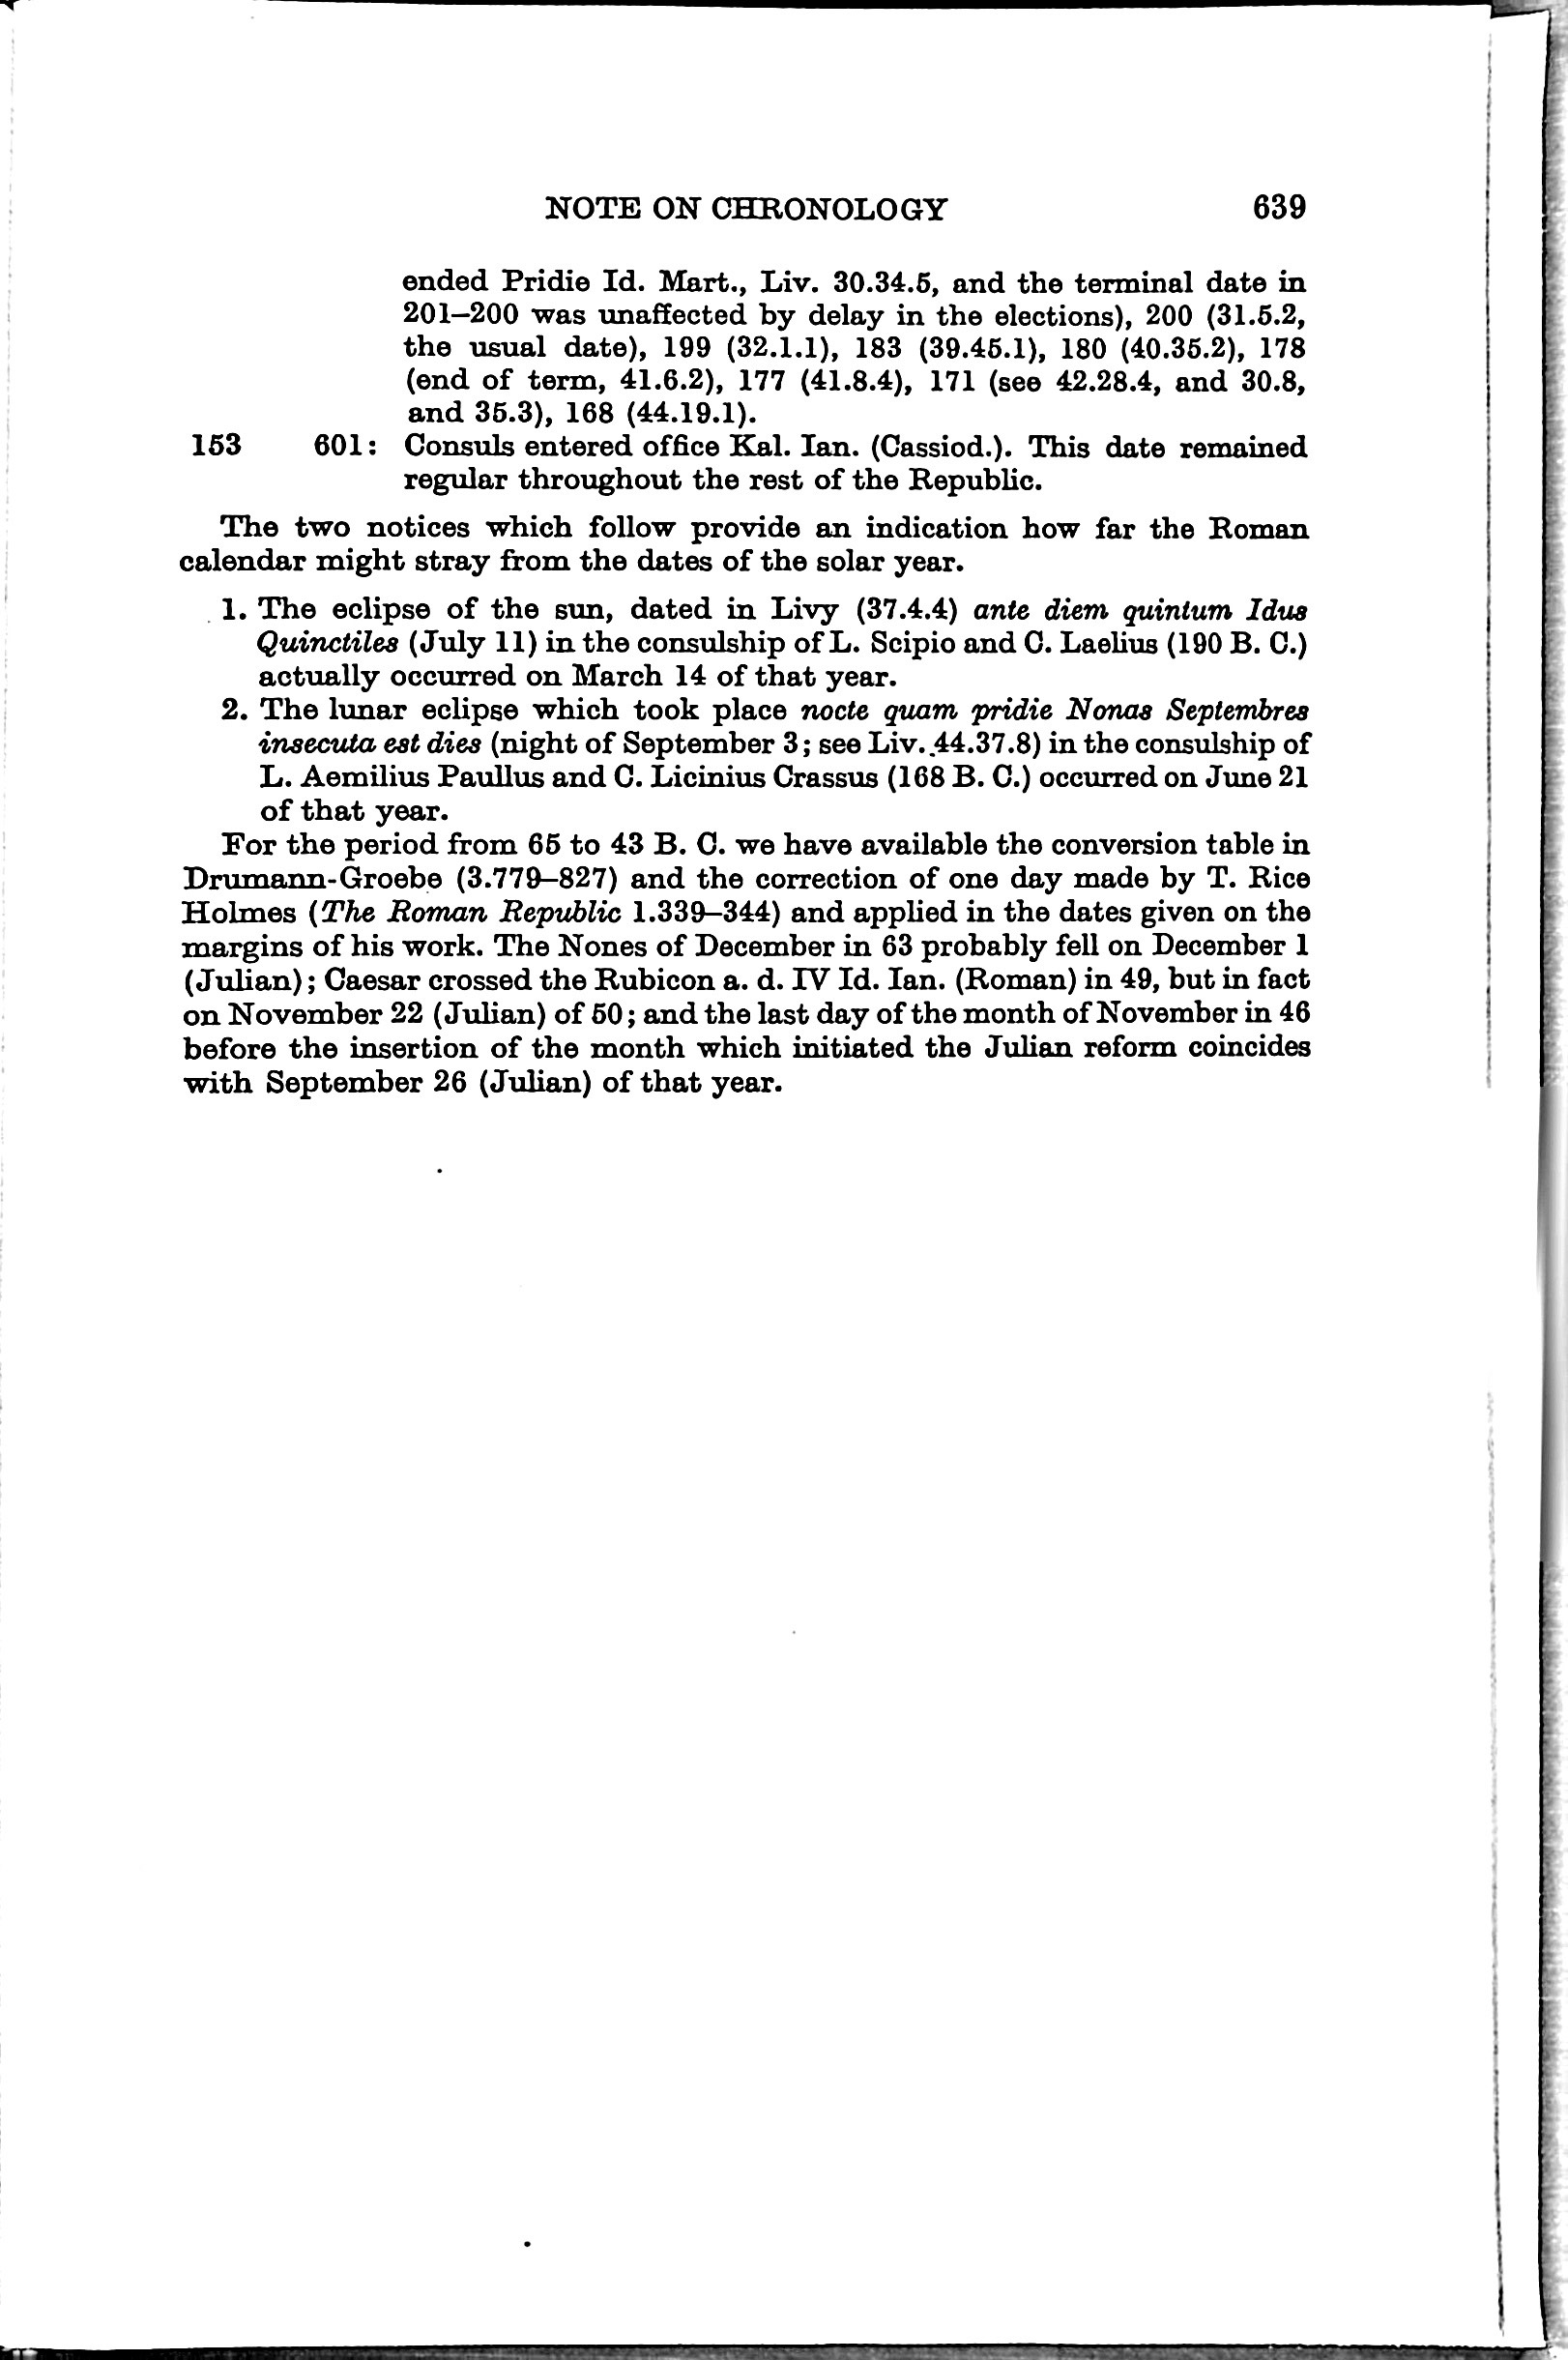 NOTE ON CHRONOLOGY 639
ended Pridie Id. Mart., Liv. 30.34.5, and the terminal date in
201–200 was unaffected by delay in the elections), 200 (31.5.2,
the usual date), 199 (32.1.1), 183 (39.45.1), 180 (40.35.2), 178
(end of term, 41.6.2), 177 (41.8.4), 171 (see 42.28.4, and 30.8,
and 35.3), 168 (44.19.1).
153 601: Consuls entered office Kal. Ian. (Cassiod.). This date remained
regular throughout the rest of the Republic.
The two notices which follow provide an indication how far the Roman
calendar might stray from the dates of the solar year.
1. The eclipse of the sun, dated in Livy (37.4.4) ante diem quintum Idus
Quinctiles (July 11) in the consulship of L. Scipio and C. Laelius (190 B. C.)
actually occurred on March 14 of that year.
2. The lunar eclipse which took place nocte quam pridie Nonas Septembres
insecuta est dies (night of September 3; see Liv. 44.37.8) in the consulship of
L. Aemilius Paullus and C. Licinius Crassus (168 B. C.) occurred on June 21
of that year.
For the period from 65 to 43 B. C. we have available the conversion table in
Drumann-Groebe (3.779–827) and the correction of one day made by T. Rice
Holmes (The Roman Republic 1.339–344) and applied in the dates given on the
margins of his work. The Nones of December in 63 probably fell on December 1
(Julian); Caesar crossed the Rubicon a. d. IV Id. Ian. (Roman) in 49, but in fact
on November 22 (Julian) of 50; and the last day of the month of November in 46
before the insertion of the month which initiated the Julian reform coincides
with September 26 (Julian) of that year.